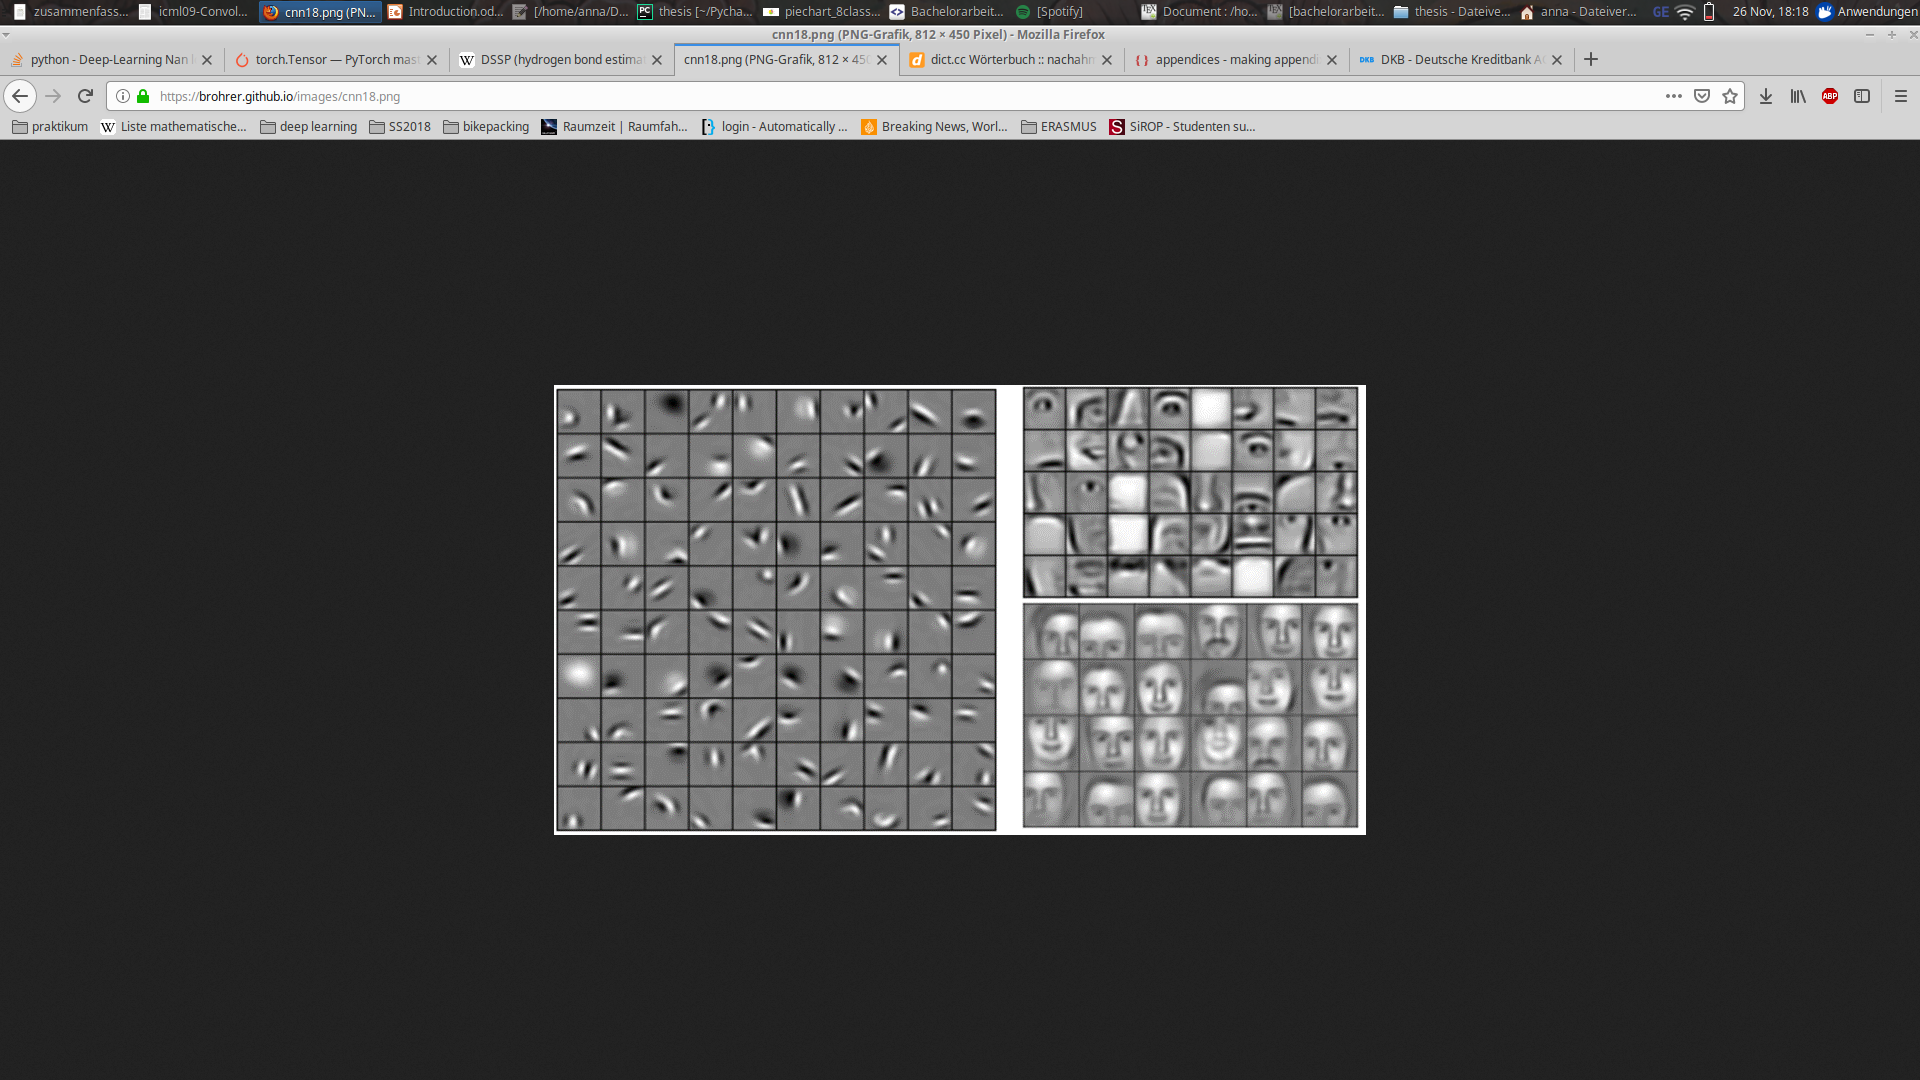 zusammenfass... icml09-Convol... cnn18.png (PN... Introduction.od... [/home/anna/D... thesis [~/Pycha... piechart_8class... Bachelorarbeit... [Spotify] Document : /ho... [bachelorarbeit... thesis - Dateive... anna - Dateiver... GE 26 Nov, 18:18 Anwendungen
cnn18.png (PNG-Grafik, 812 × 450 Pixel) - Mozilla Firefox
python - Deep-Learning Nan torch.Tensor — PyTorch mas DSSP (hydrogen bond estima cnn18.png (PNG-Grafik, 812 × 450 dict.cc Wörterbuch :: nachahm appendices - making appendi DKB - Deutsche Kreditbank A
https://brohrer.github.io/images/cnn18.png ABP
praktikum Liste mathematische... deep learning SS2018 bikepacking Raumzeit | Raumfah... login - Automatically ... Breaking News, Worl... ERASMUS SiROP - Studenten su...